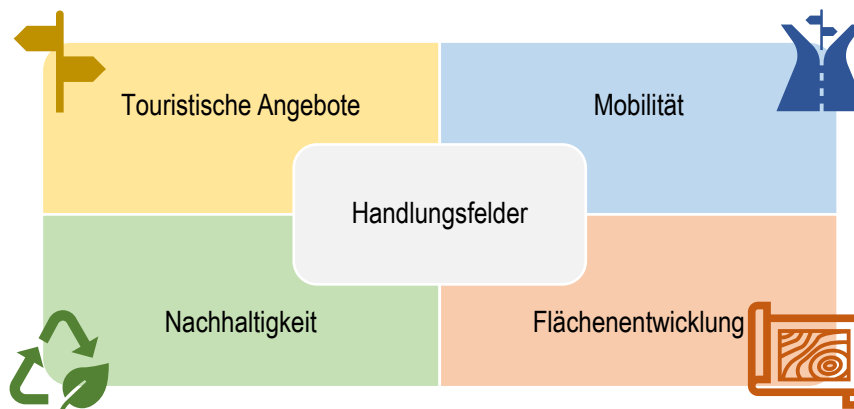 Touristische Angebote
Mobilität
Handlungsfelder
Nachhaltigkeit
Flächenentwicklung